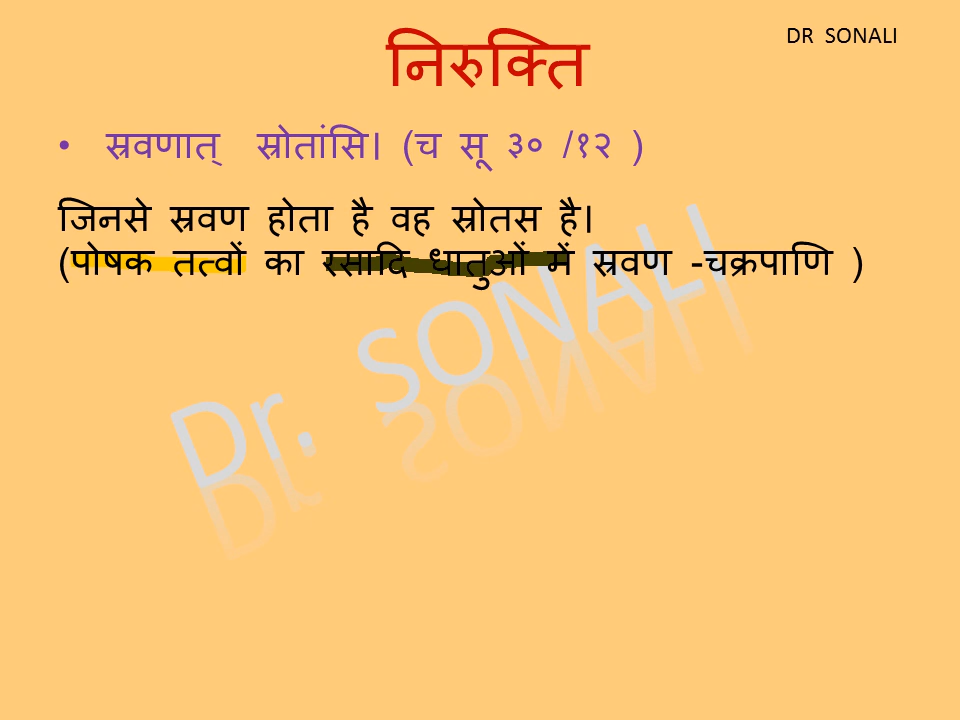 DR SONALI
निरुक्ति
• स्रवणात् स्रोतांसि। (च सू ३० /१२ )
जिनसे स्रवण होता है वह स्रोतस है।
(पोषक तत्वों का रसादि धातुओं में स्रवण -चक्रपाणि )
Dr. SONALI